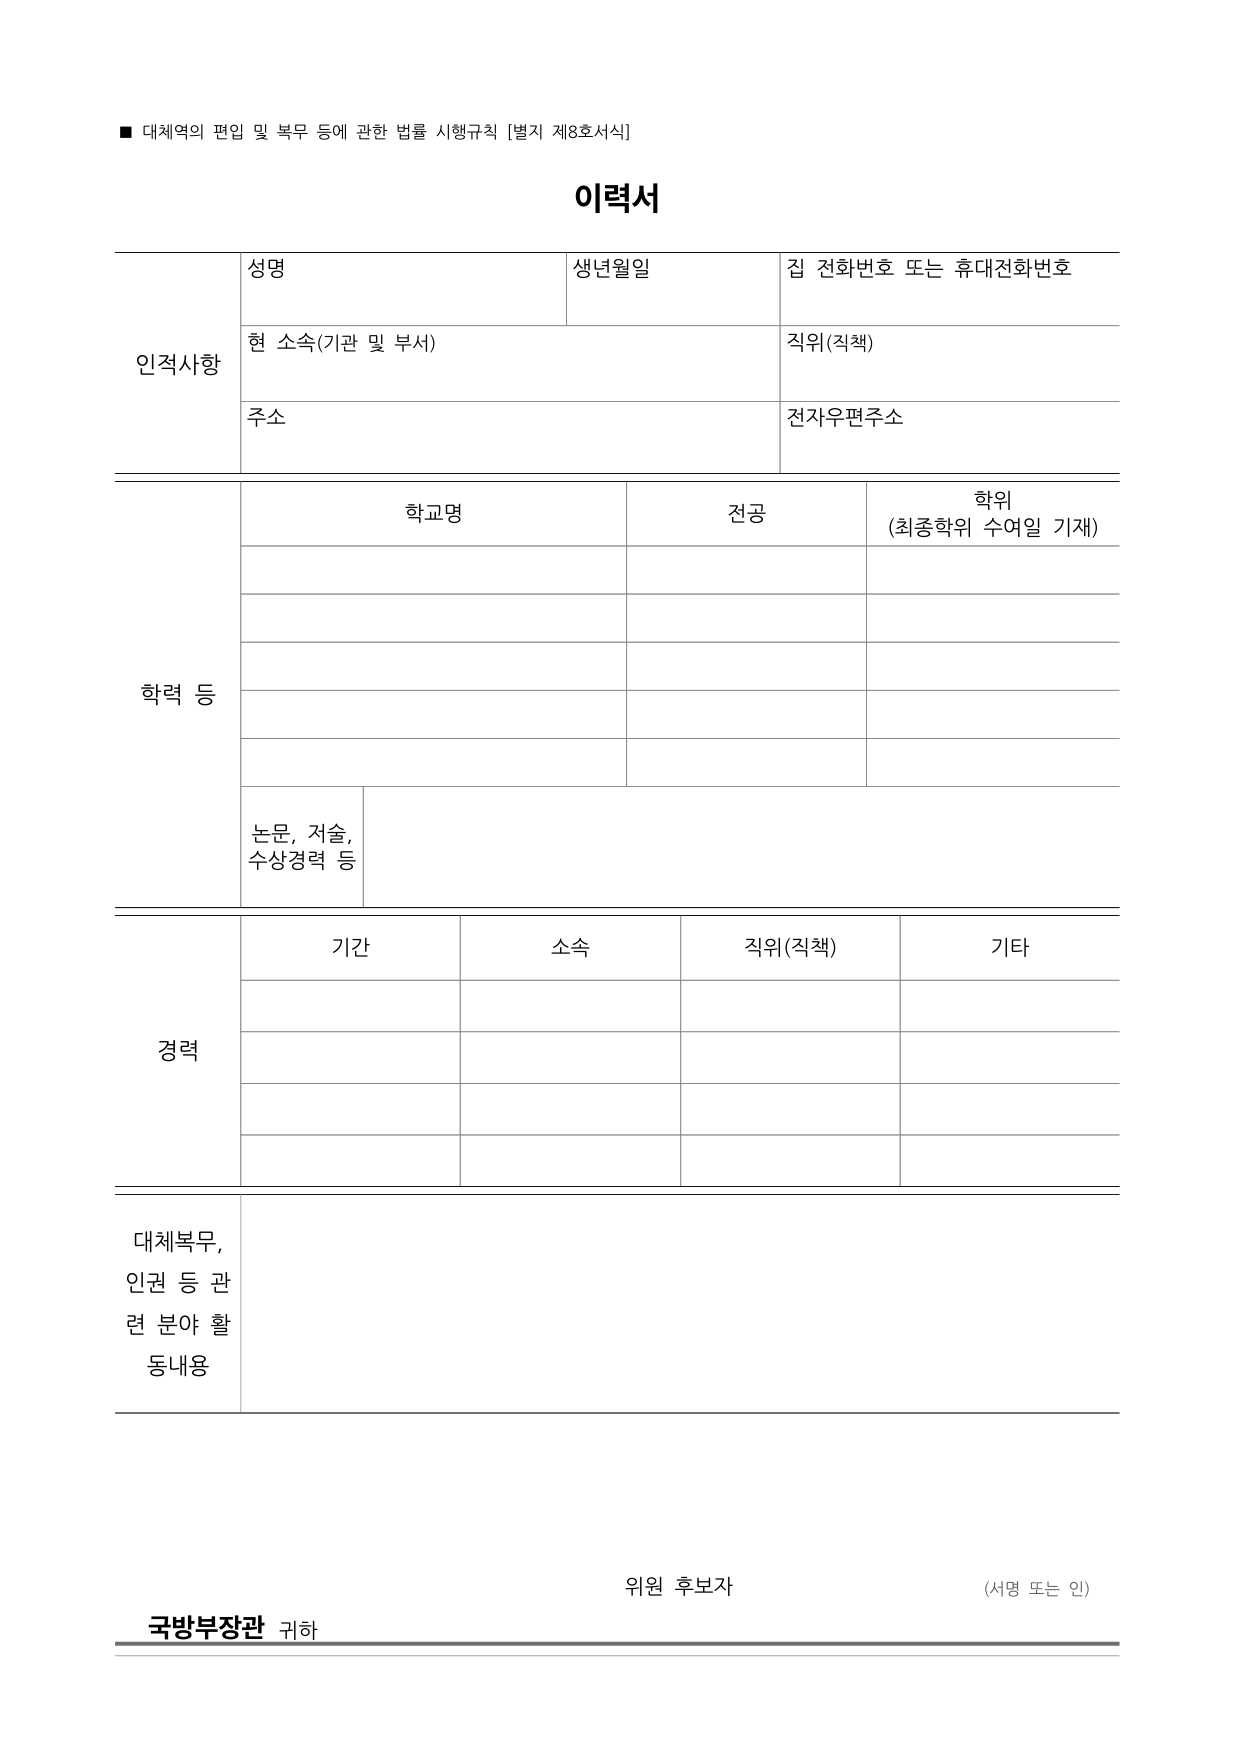 ■ 대체역의 편입 및 복무 등에 관한 법률 시행규칙 [별지 제8호서식]
이력서
인적사항
성명
생년월일
집 전화번호 또는 휴대전화번호
현 소속(기관 및 부서)
직위(직책)
주소
전자우편주소
학력 등
학교명
전공
학위
(최종학위 수여일 기재)
논문, 저술,
수상경력 등
경력
기간
소속
직위(직책)
기타
대체복무,
인권 등 관
련 분야 활
동내용
위원 후보자
(서명 또는 인)
국방부장관 귀하